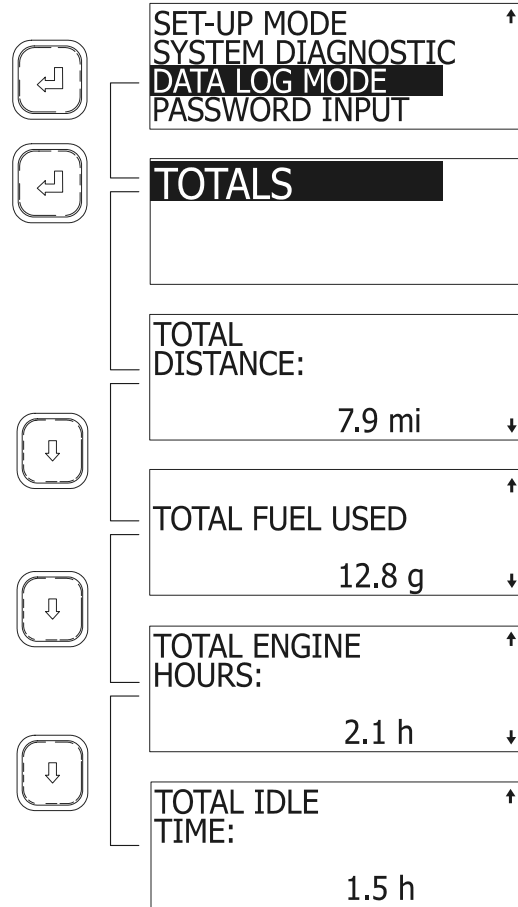 SET-UP MODE
SYSTEM DIAGNOSTIC
DATA LOG MODE
PASSWORD INPUT
TOTALS
TOTAL
DISTANCE:
7.9 mi
TOTAL FUEL USED
12.8 g
TOTAL ENGINE
HOURS:
2.1 h
TOTAL IDLE
TIME:
1.5 h